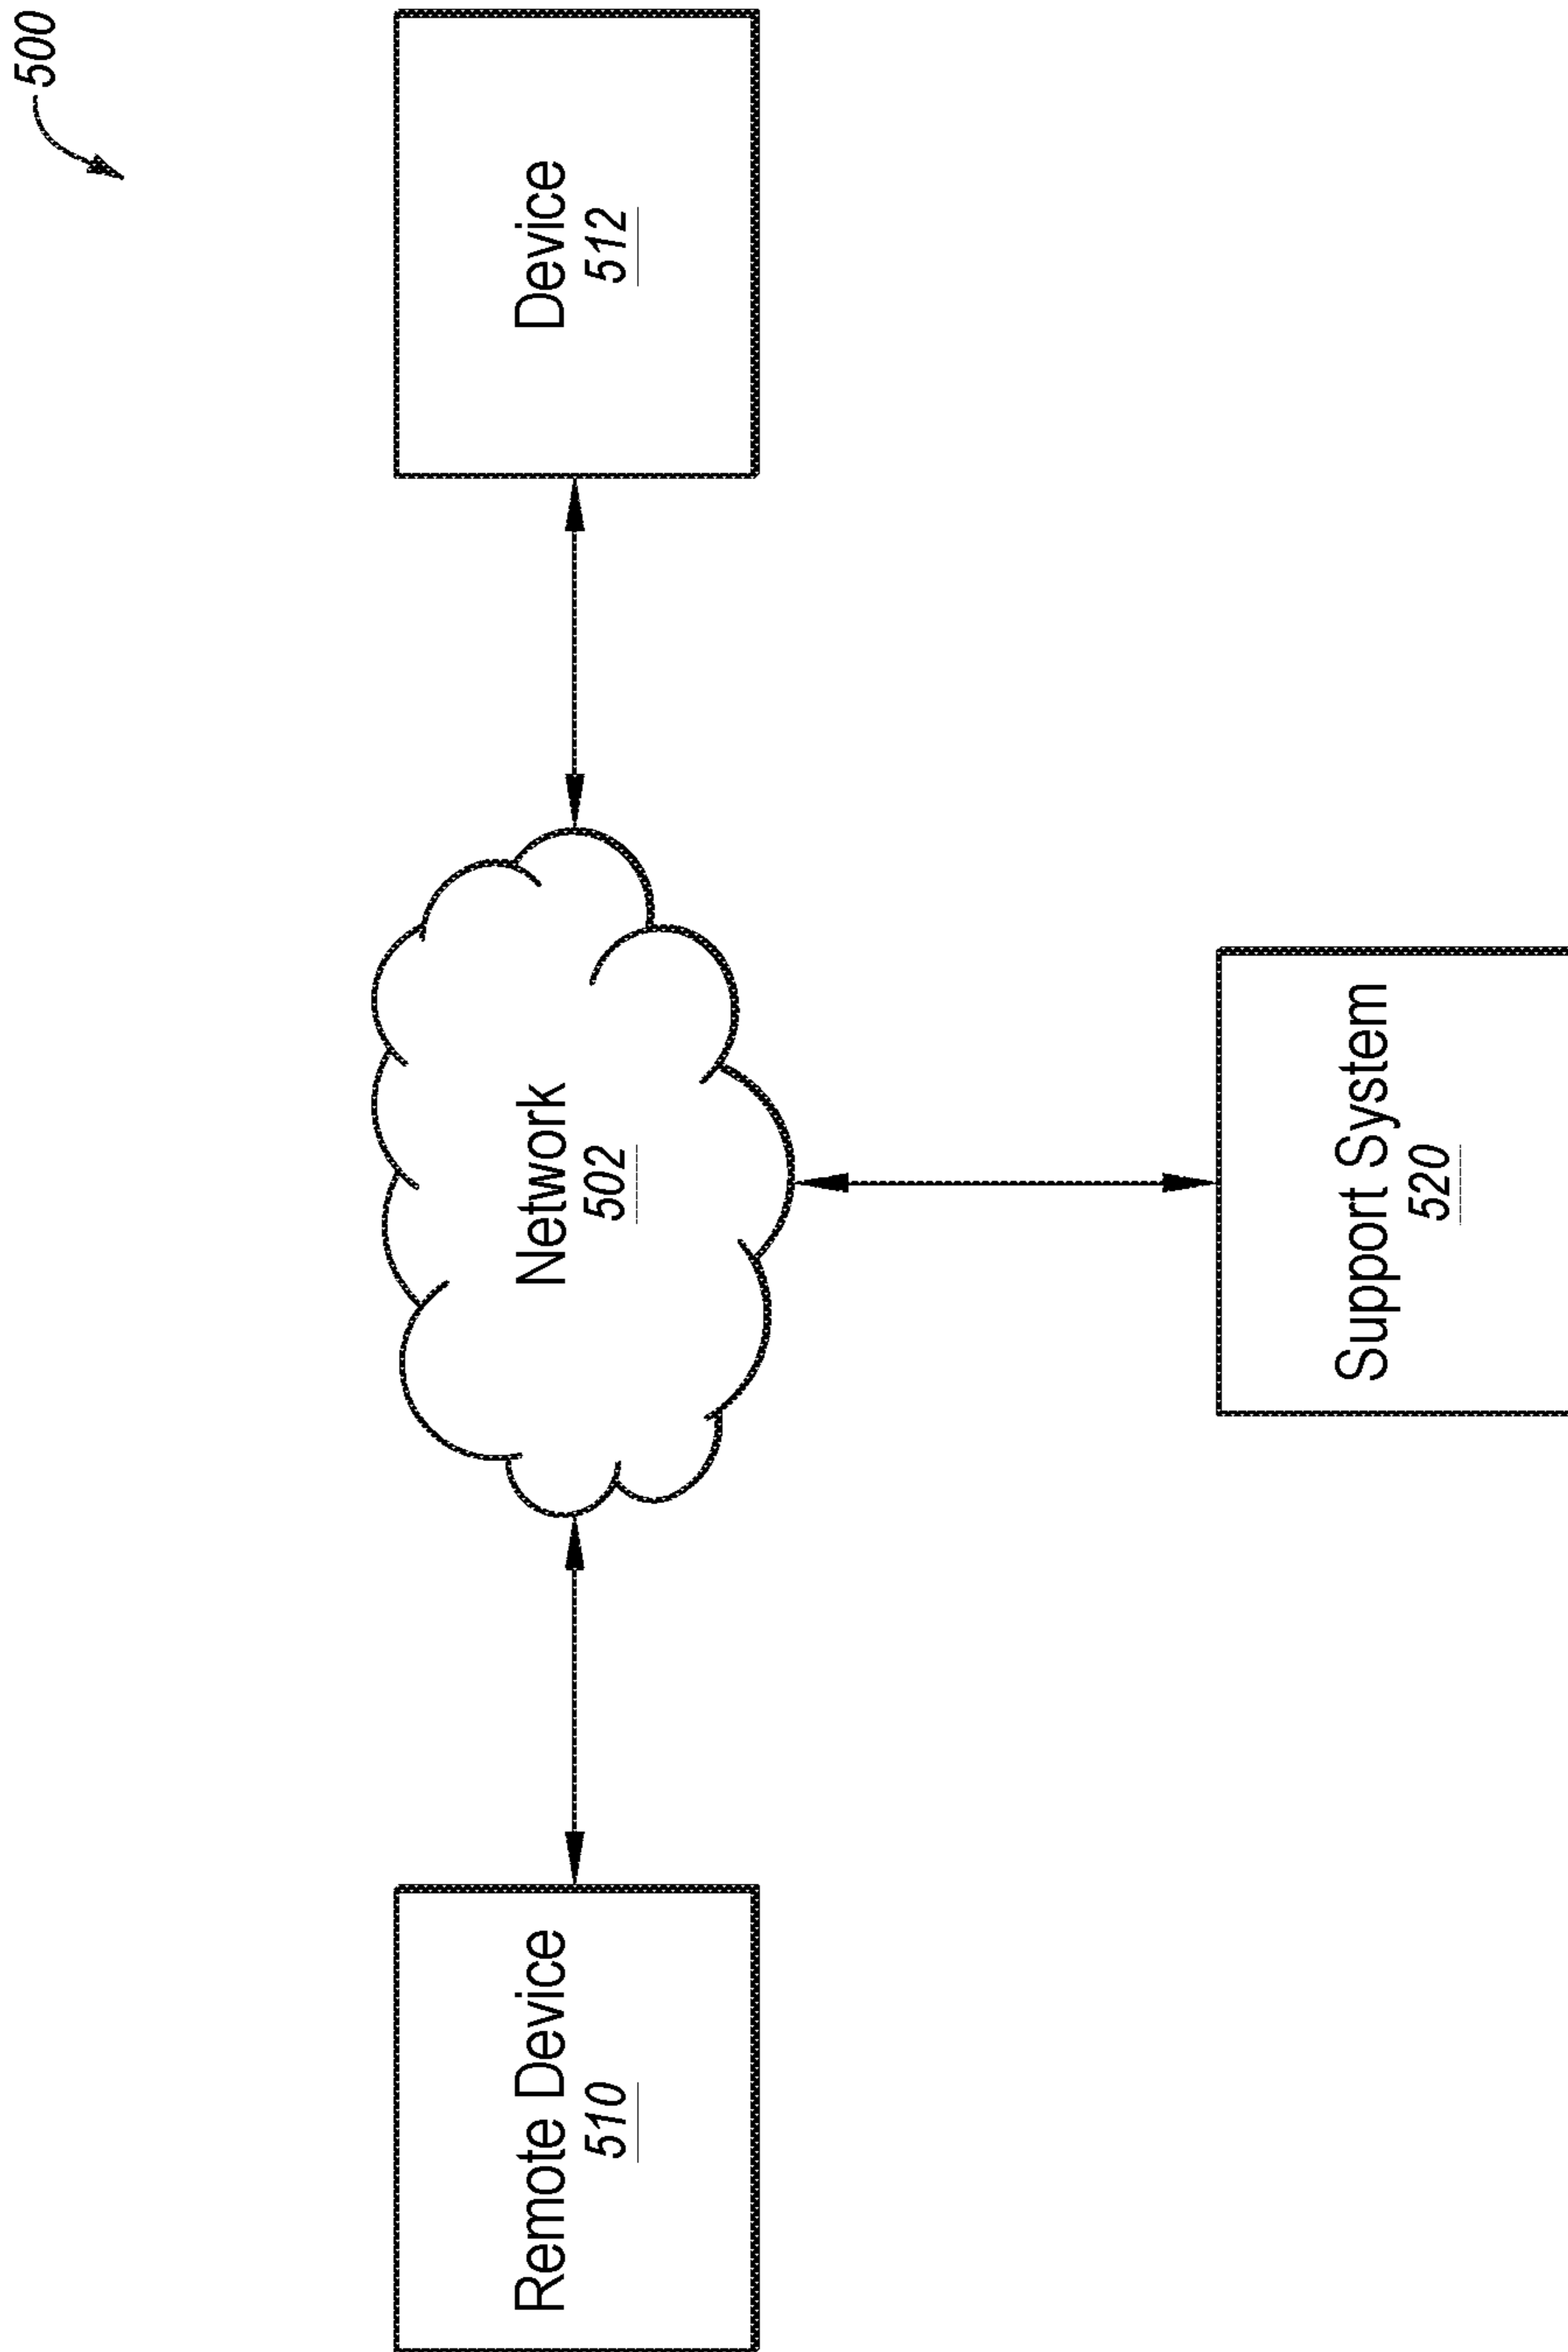 500
Remote Device
510
Network
502
Device
512
Support System
520